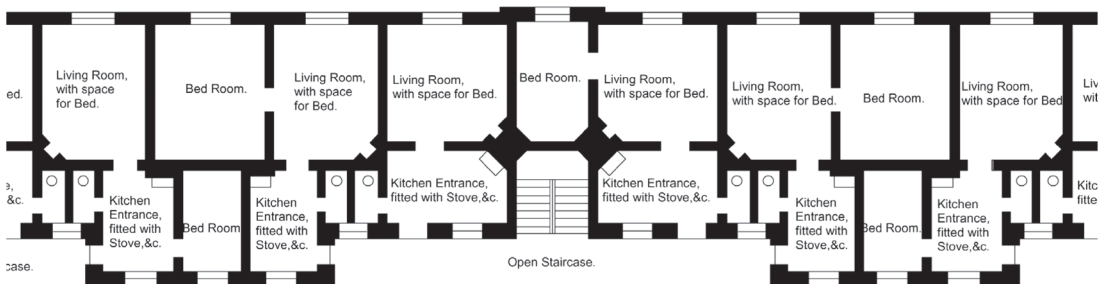 ed.
Living Room,
with space
for Bed.
Bed Room.
Living Room,
with space
for Bed.
Living Room,
with space for Bed.
Bed Room.
Living Room,
with space for Bed.
Living Room,
with space for Bed.
Bed Room.
Living Room,
with space for Bed
Liv
wit
e,
&c.
Kitchen
Entrance,
fitted with
Stove,&c.
Bed Room
Kitchen
Entrance,
fitted with
Stove,&c.
Kitchen Entrance,
fitted with Stove,&c.
Kitchen Entrance,
fitted with Stove,&c.
Kitchen
Entrance,
fitted with
Stove,&c.
Bed Room.
Kitchen
Entrance,
fitted with
Stove,&c.
Kitc
fitte
case.
Open Staircase.